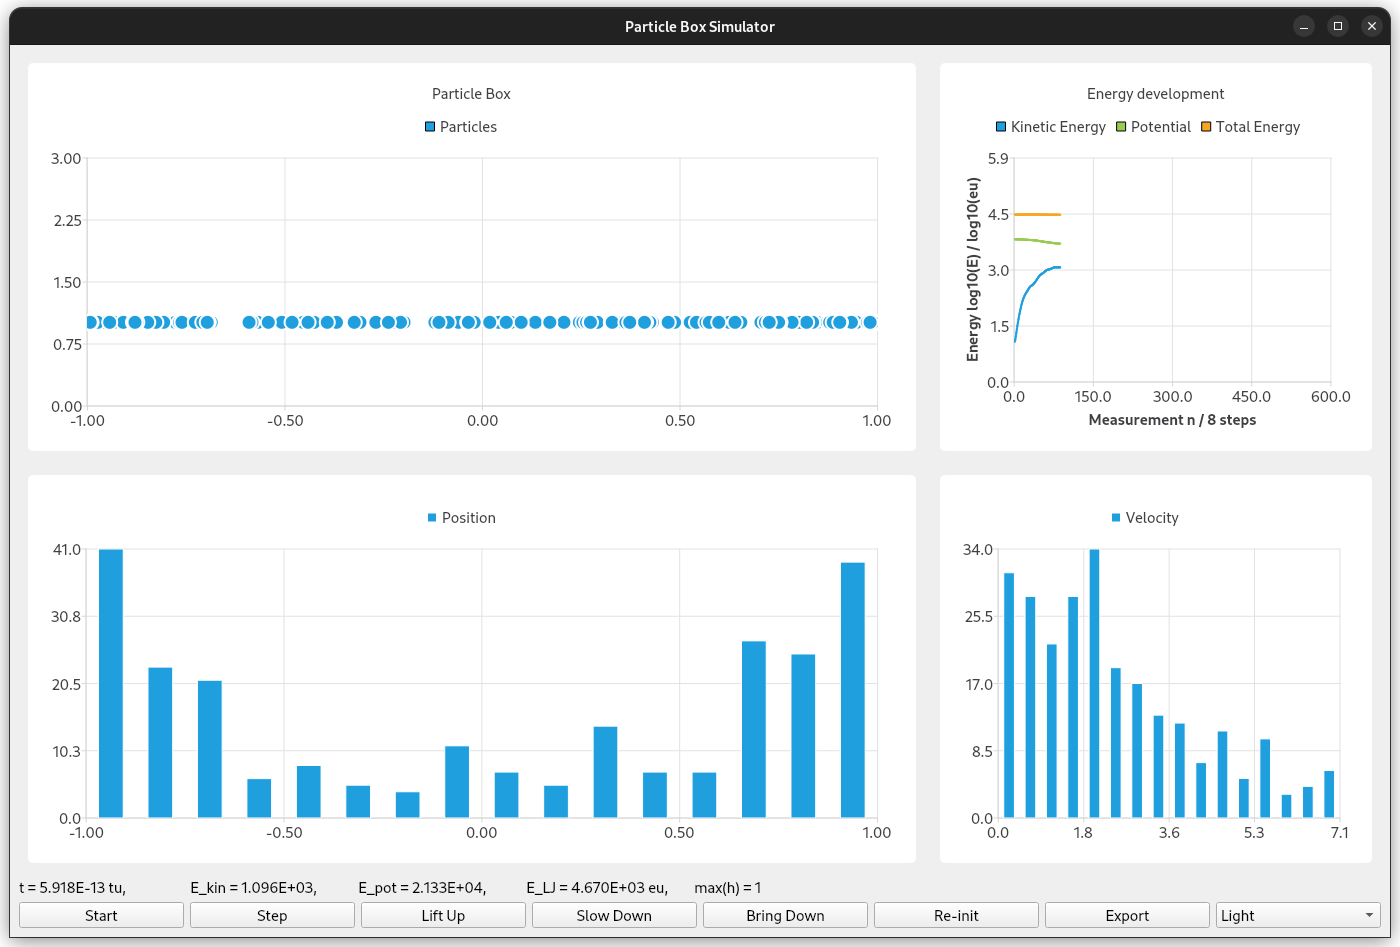 Particle Box Simulator
Particle Box
Particles
3.00
2.25
1.50
0.75
0.00
-1.00 -0.50 0.00 0.50 1.00
Energy development
Kinetic Energy Potential Total Energy
Energy log10(E) / log10(eu)
5.9
4.5
3.0
1.5
0.0
0.0 150.0 300.0 450.0 600.0
Measurement n / 8 steps
Position
41.0
30.8
20.5
10.3
0.0
-1.00 -0.50 0.00 0.50 1.00
Velocity
34.0
25.5
17.0
8.5
0.0
0.0 1.8 3.6 5.3 7.1
t = 5.918E-13 tu, E_kin = 1.096E+03, E_pot = 2.133E+04, E_LJ = 4.670E+03 eu, max(h) = 1
Start Step Lift Up Slow Down Bring Down Re-init Export Light